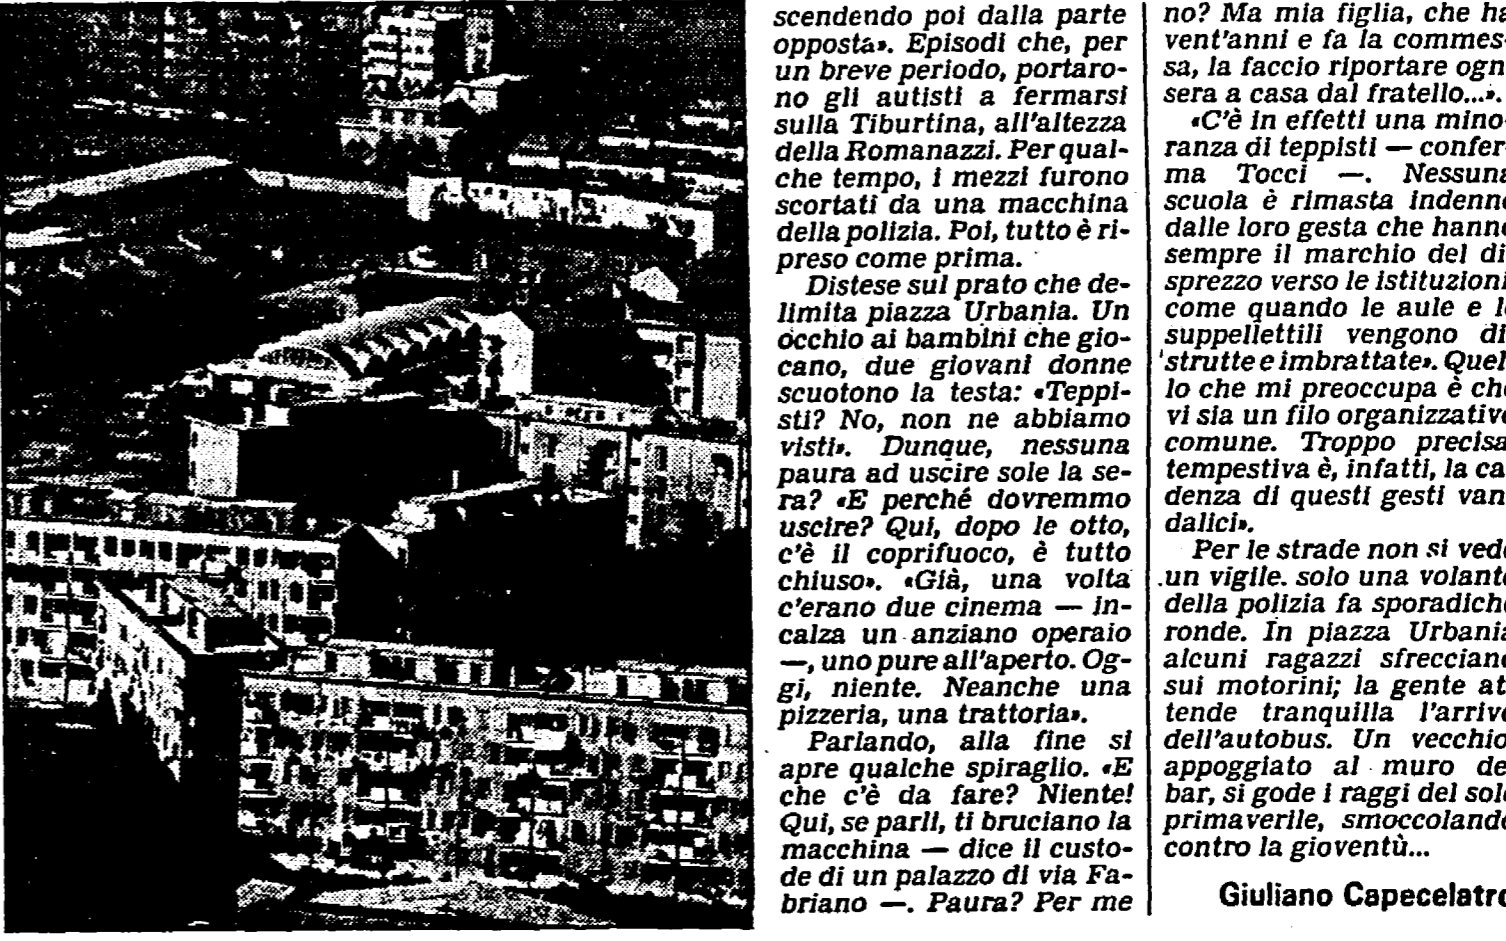 scendendo poi dalla parte
opposta». Episodi che, per
un breve periodo, portaro-
no gli autisti a fermarsi
sulla Tiburtina, all'altezza
della Romanazzi. Per qual-
che tempo, i mezzi furono
scortati da una macchina
della polizia. Poi, tutto è ri-
preso come prima.
Distese sul prato che de-
limita piazza Urbania. Un
occhio ai bambini che gio-
cano, due giovani donne
scuotono la testa: «Teppi-
sti? No, non ne abbiamo
visti». Dunque, nessuna
paura ad uscire sole la se-
ra? «E perché dovremmo
uscire? Qui, dopo le otto,
c'è il coprifuoco, è tutto
chiuso». «Già, una volta
c'erano due cinema — in-
calza un anziano operaio
—, uno pure all'aperto. Og-
gi, niente. Neanche una
pizzeria, una trattoria».
Parlando, alla fine si
apre qualche spiraglio. «E
che c'è da fare? Niente!
Qui, se parli, ti bruciano la
macchina — dice il custo-
de di un palazzo di via Fa-
briano —. Paura? Per me
no? Ma mia figlia, che ha
vent'anni e fa la commes-
sa, la faccio riportare ogni
sera a casa dal fratello...».
«C'è in effetti una mino-
ranza di teppisti — confer-
ma Tocci —. Nessuna
scuola è rimasta indenne
dalle loro gesta che hanno
sempre il marchio del di-
sprezzo verso le istituzioni,
come quando le aule e le
suppellettili vengono di-
strutte e imbrattate». Quel-
lo che mi preoccupa è che
vi sia un filo organizzativo
comune. Troppo precisa,
tempestiva è, infatti, la ca-
denza di questi gesti van-
dalici».
Per le strade non si vede
un vigile. solo una volante
della polizia fa sporadiche
ronde. In piazza Urbania
alcuni ragazzi sfrecciano
sui motorini; la gente at-
tende tranquilla l'arrivo
dell'autobus. Un vecchio,
appoggiato al muro del
bar, si gode i raggi del sole
primaverile, smoccolando
contro la gioventù...
Giuliano Capecelatro